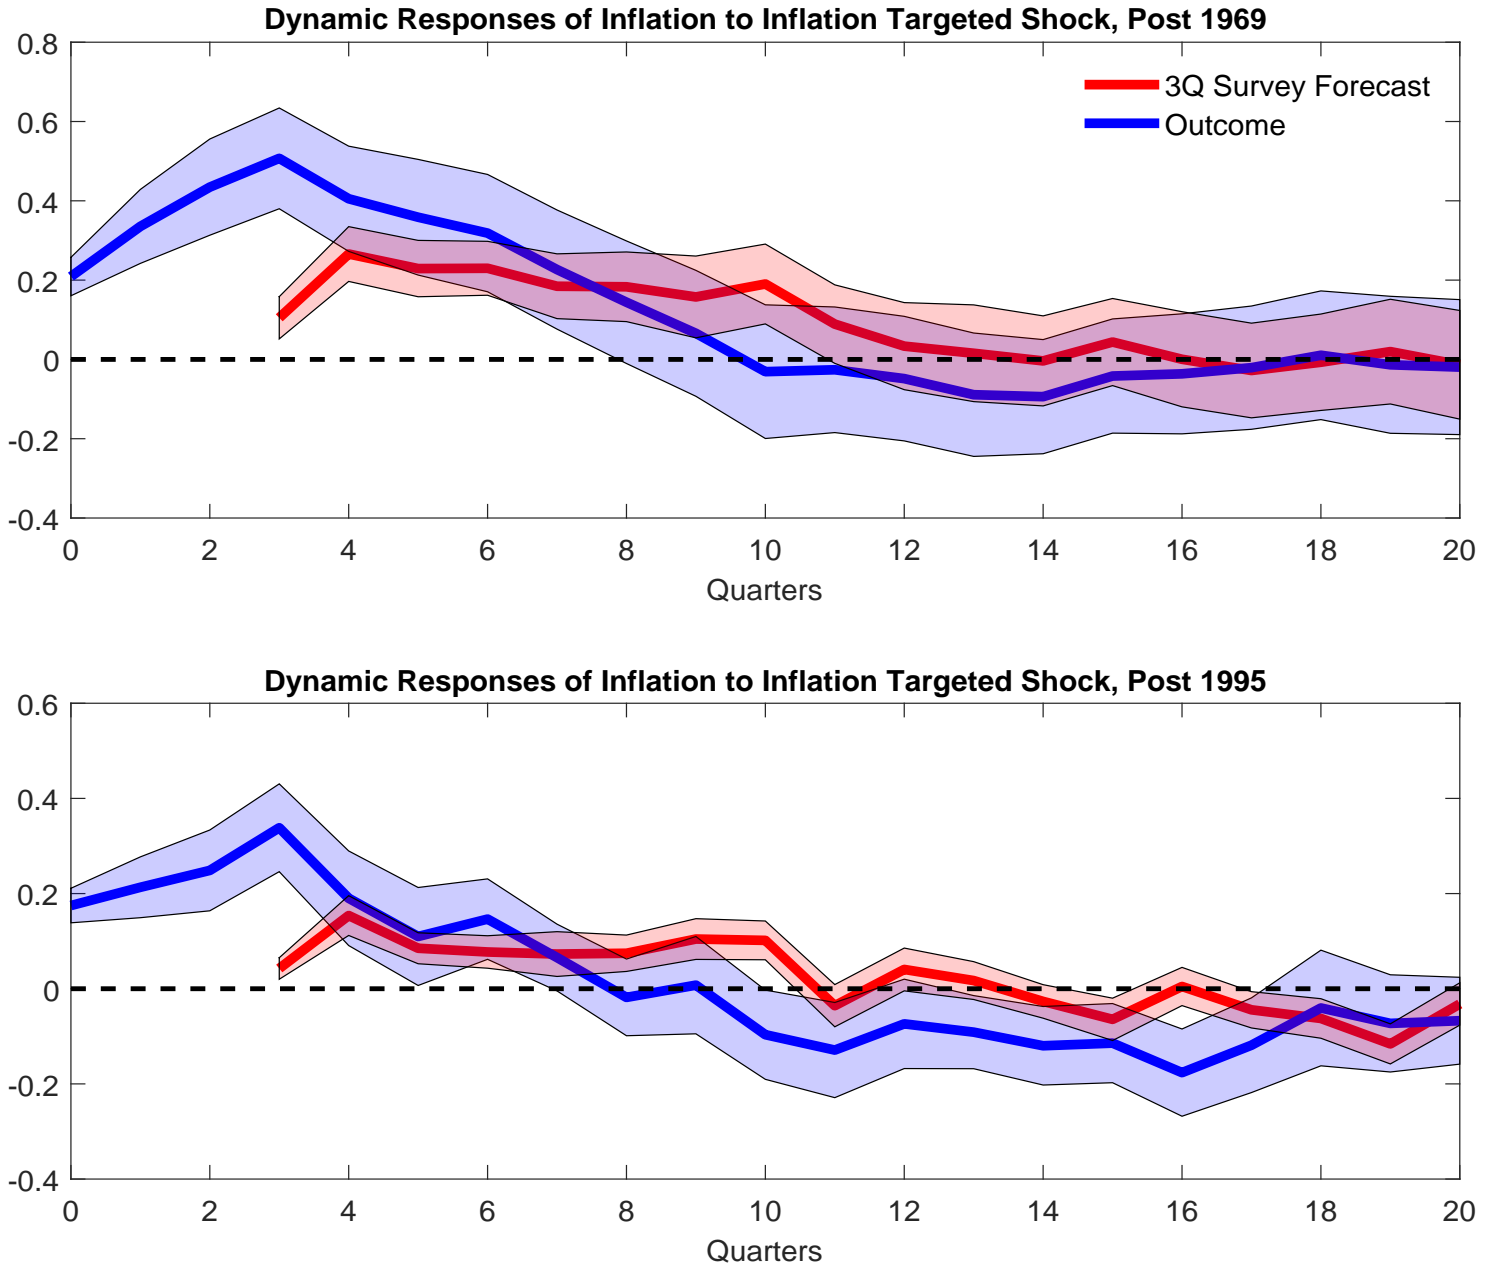 Dynamic Responses of Inflation to Inflation Targeted Shock, Post 1969
0.8
0.6
0.4
0.2
0
-0.2
-0.4
3Q Survey Forecast
Outcome
0 2 4 6 8 10 12 14 16 18 20
Quarters
Dynamic Responses of Inflation to Inflation Targeted Shock, Post 1995
0.6
0.4
0.2
0
-0.2
-0.4
0 2 4 6 8 10 12 14 16 18 20
Quarters